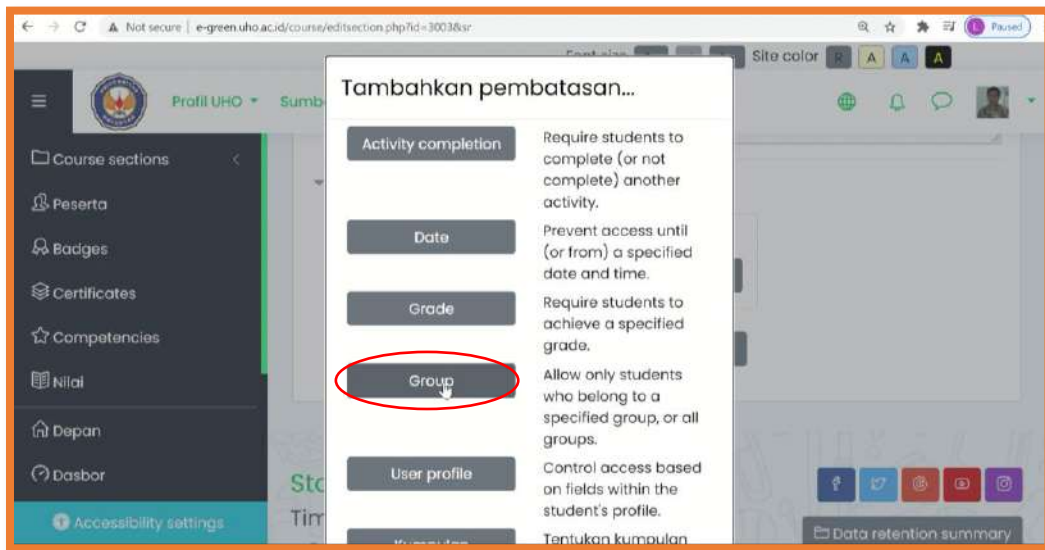 Not secure | e-green.uho.ac.id/course/editsection.php?id=3003&sr
Paused
Site color R A A A
Profil UHO
Sumb
Course sections
Peserta
Badges
Certificates
Competencies
Nilai
Depan
Dasbor
Accessibility settings
Tambahkan pembatasan...
Activity completion
Require students to
complete (or not
complete) another
activity.
Date
Prevent access until
(or from) a specified
date and time.
Grade
Require students to
achieve a specified
grade.
Group
Allow only students
who belong to a
specified group, or all
groups.
User profile
Control access based
on fields within the
student's profile.
Kumpulan
Tentukan kumpulan
Data retention summary